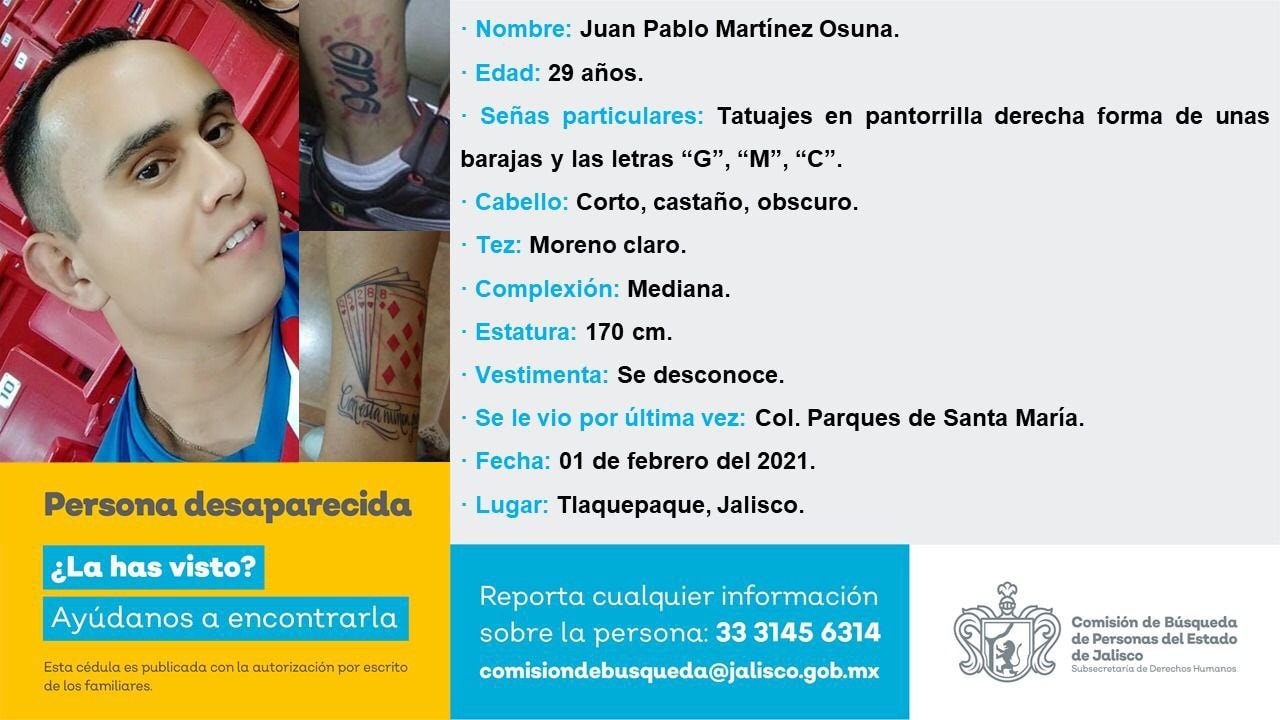 · Nombre: Juan Pablo Martínez Osuna.
· Edad: 29 años.
· Señas particulares: Tatuajes en pantorrilla derecha forma de unas
barajas y las letras “G”, “M”, “C”.
· Cabello: Corto, castaño, obscuro.
· Tez: Moreno claro.
· Complexión: Mediana.
· Estatura: 170 cm.
· Vestimenta: Se desconoce.
· Se le vio por última vez: Col. Parques de Santa María.
· Fecha: 01 de febrero del 2021.
· Lugar: Tlaquepaque, Jalisco.
10
Persona desaparecida
¿La has visto?
Ayúdanos a encontrarla
Esta cédula es publicada con la autorización por escrito
de los familiares.
Reporta cualquier información
sobre la persona: 33 3145 6314
comisiondebusqueda@jalisco.gob.mx
Comisión de Búsqueda
de Personas del Estado
de Jalisco
Subsecretaría de Derechos Humanos